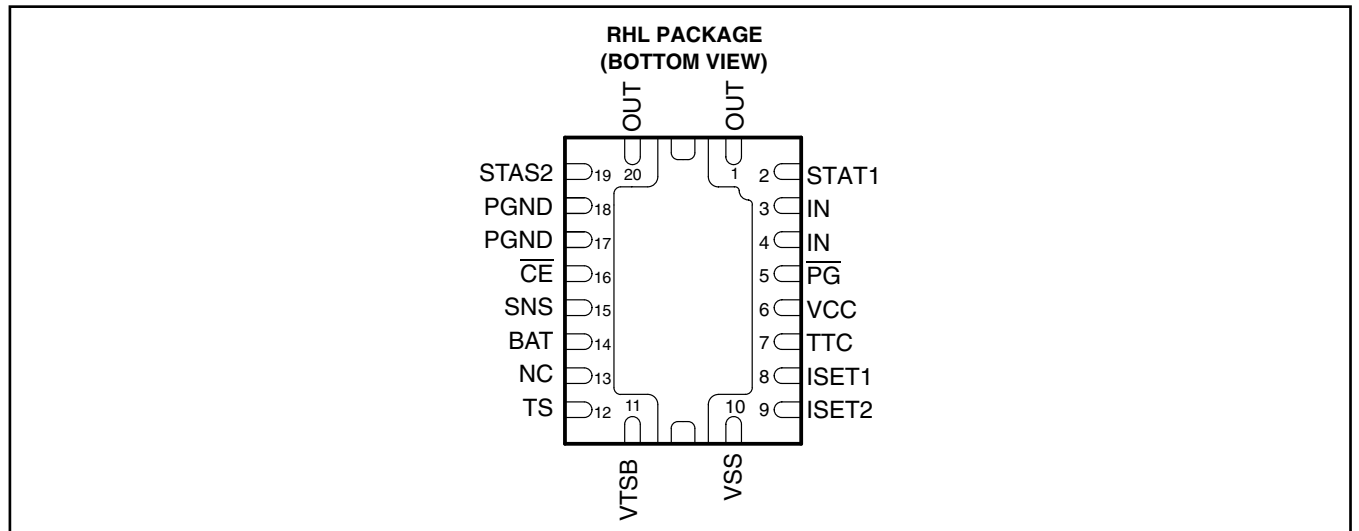 RHL PACKAGE
(BOTTOM VIEW)
OUT OUT
STAS2 19 20 1 2 STAT1
PGND 18 3 IN
PGND 17 4 IN
CE 16 5 PG
SNS 15 6 VCC
BAT 14 7 TTC
NC 13 8 ISET1
TS 12 11 10 9 ISET2
VTSB VSS